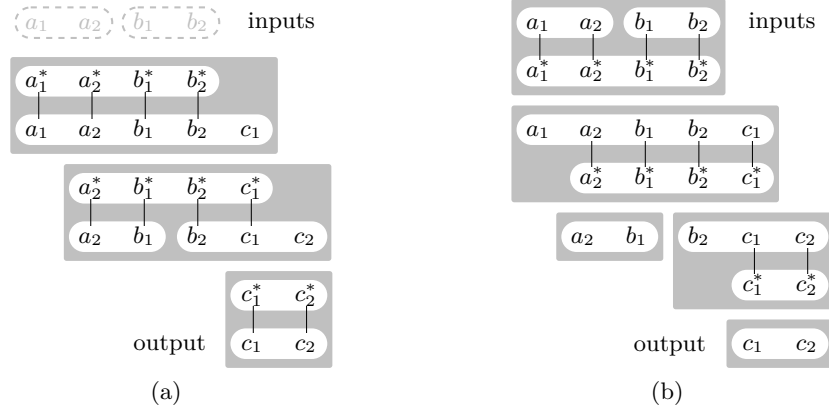 a₁ a₂ b₁ b₂ inputs
a₁* a₂* b₁* b₂*
a₁ a₂ b₁ b₂ c₁
a₂* b₁* b₂* c₁*
a₂ b₁ b₂ c₁ c₂
c₁* c₂*
output c₁ c₂
(a)
a₁ a₂ b₁ b₂ inputs
a₁* a₂* b₁* b₂*
a₁ a₂ b₁ b₂ c₁
a₂* b₁* b₂* c₁*
a₂ b₁ b₂ c₁ c₂
c₁* c₂*
output c₁ c₂
(b)